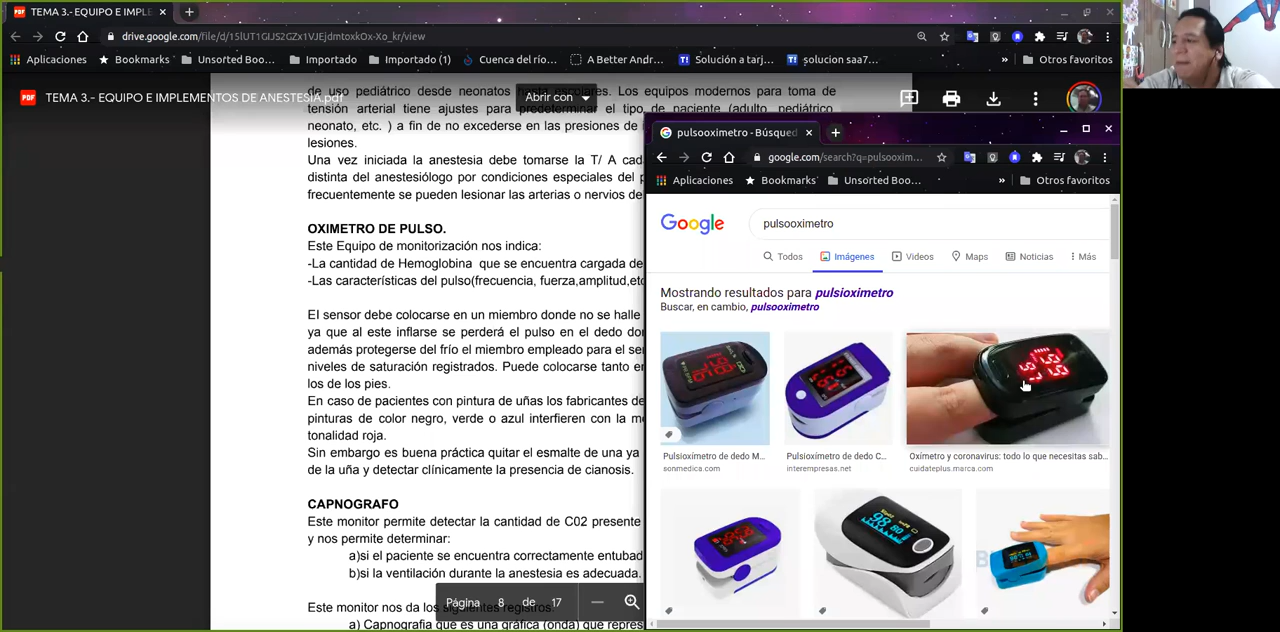 TEMA 3.- EQUIPO E IMPLE
drive.google.com/file/d/15lUT1GIJS2GZx1VJEjdmtoxkOx-Xo_kr/view
Aplicaciones
Bookmarks
Unsorted Boo...
Importado
Importado (1)
Cuenca del río...
A Better Andr...
Solución a tarj...
solucion saa7...
»
Otros favoritos
TEMA 3.- EQUIPO E IMPLEMENTOS DE ANESTESIA.pdf
Abrir con
de uso pediátrico desde neonatos hasta escolares. Los equipos modernos para toma de
tensión arterial tiene ajustes para predeterminar el tipo de paciente (adulto, pediátrico,
neonato, etc. ) a fin de no excederse en las presiones de
lesiones.
Una vez iniciada la anestesia debe tomarse la T/ A cad
distinta del anestesiólogo por condiciones especiales del p
frecuentemente se pueden lesionar las arterias o nervios de
OXIMETRO DE PULSO.
Este Equipo de monitorización nos indica:
-La cantidad de Hemoglobina que se encuentra cargada de
-Las características del pulso(frecuencia, fuerza,amplitud,etc
El sensor debe colocarse en un miembro donde no se halle
ya que al este inflarse se perderá el pulso en el dedo don
además protegerse del frío el miembro empleado para el sen
niveles de saturación registrados. Puede colocarse tanto en
los de los pies.
En caso de pacientes con pintura de uñas los fabricantes de
pinturas de color negro, verde o azul interfieren con la me
tonalidad roja.
Sin embargo es buena práctica quitar el esmalte de una ya
de la uña y detectar clínicamente la presencia de cianosis.
CAPNOGRAFO
Este monitor permite detectar la cantidad de C02 presente
y nos permite determinar:
a)si el paciente se encuentra correctamente entubad
b)si la ventilación durante la anestesia es adecuada.
Este monitor nos da los siguientes registros.
a) Capnografia que es una gráfica (onda) que repres
Página 8 de 17
pulsooximetro - Búsqued
google.com/search?q=pulsooxim...
Aplicaciones
Bookmarks
Unsorted Boo...
»
Otros favoritos
Google
pulsooximetro
Todos
Imágenes
Videos
Maps
Noticias
Más
Mostrando resultados para pulsioximetro
Buscar, en cambio, pulsooximetro
Pulsioxímetro de dedo M...
sonmedica.com
Pulsioxímetro de dedo C...
interempresas.net
Oxímetro y coronavirus: todo lo que necesitas sab...
cuidateplus.marca.com
98 80